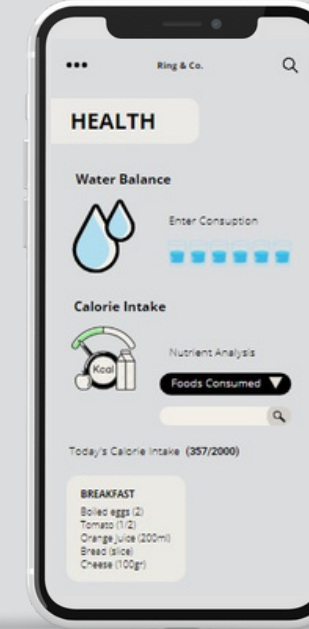 Ring & Co.
HEALTH
Water Balance
Enter Consuption
Calorie Intake
Kcal
Nutrient Analysis
Foods Consumed
Today's Calorie Intake (357/2000)
BREAKFAST
Boiled eggs (2)
Tomato (1/2)
Orange juice (200ml)
Bread (slice)
Cheese (100gr)